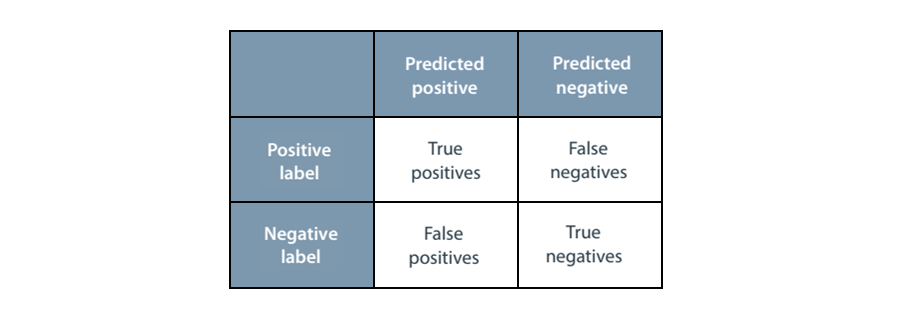 Predicted
positive
Predicted
negative
Positive
label
True
positives
False
negatives
Negative
label
False
positives
True
negatives